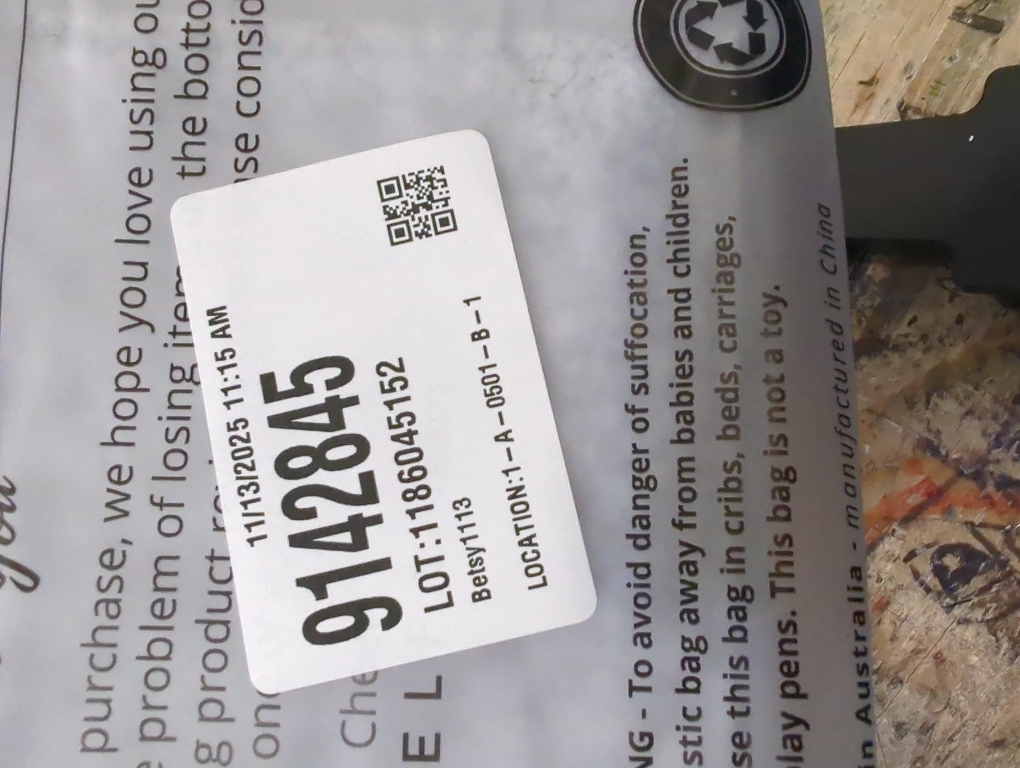 you
purchase, we hope you love using
problem of losing item
the botto
g product
se consid
on
Che
E L
11/13/2025 11:15 AM
9142845
LOT:1186045152
Betsy1113
LOCATION:1-A-0501-B-1
NG - To avoid danger of suffocation,
stic bag away from babies and children.
se this bag in cribs, beds, carriages,
lay pens. This bag is not a toy.
in Australia - manufactured in China